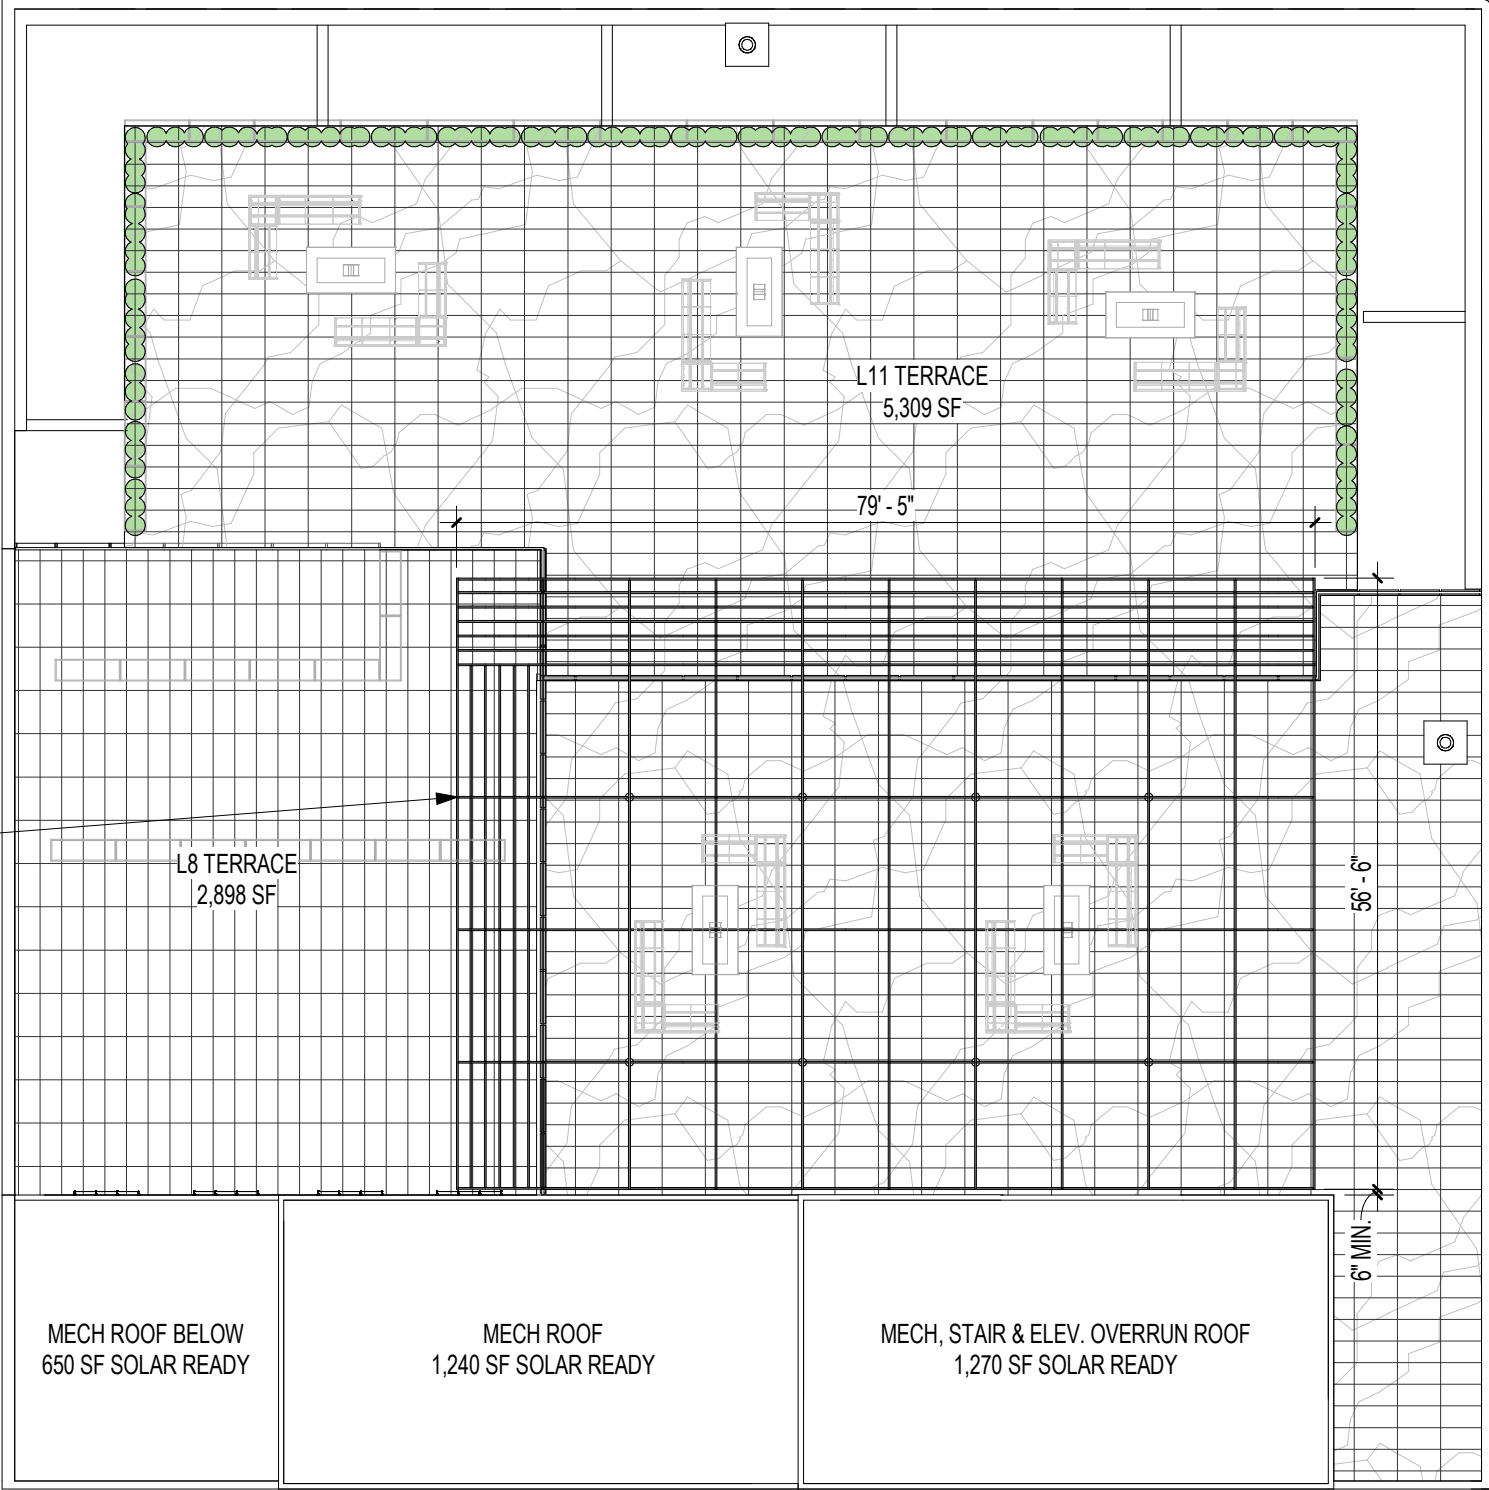 L11 TERRACE
5,309 SF
79' - 5"
L8 TERRACE
2,898 SF
56' - 6"
6" MIN.
MECH ROOF BELOW
650 SF SOLAR READY
MECH ROOF
1,240 SF SOLAR READY
MECH, STAIR & ELEV. OVERRUN ROOF
1,270 SF SOLAR READY